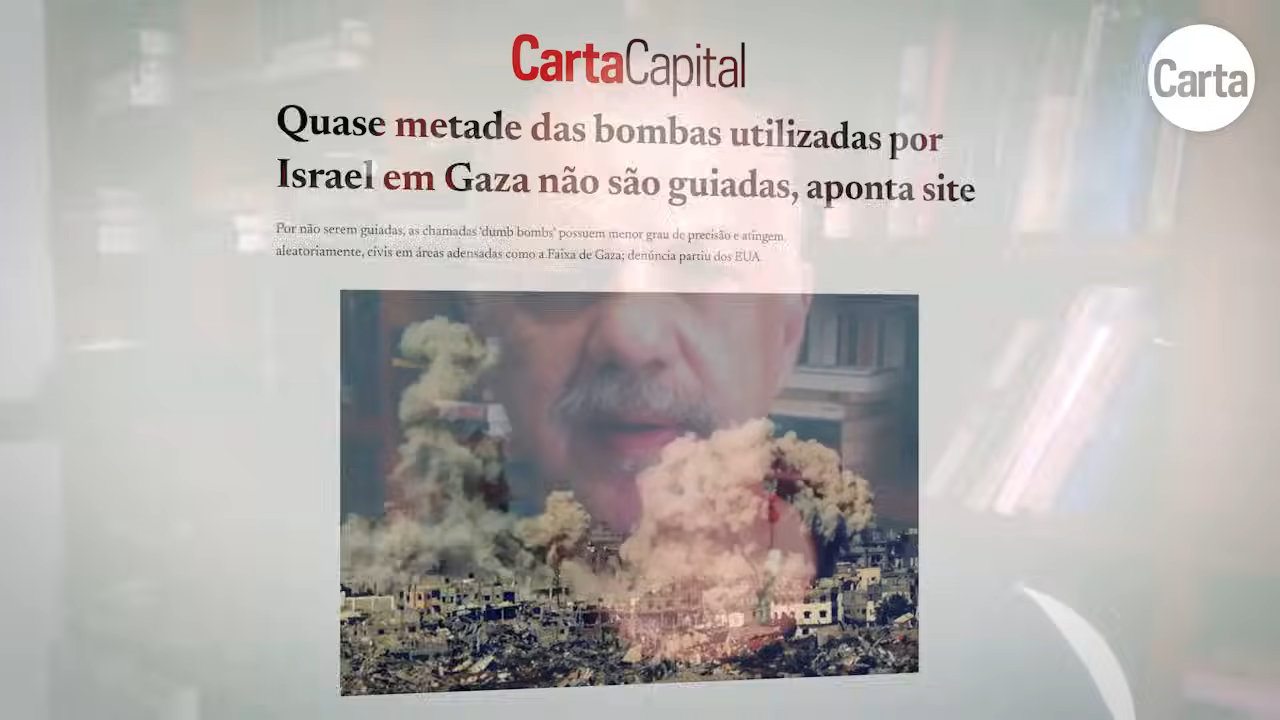 CartaCapital
Carta
Quase metade das bombas utilizadas por
Israel em Gaza não são guiadas, aponta site
Por não serem guiadas, as chamadas 'dumb bombs' possuem menor grau de precisão e atingem,
aleatoriamente, civis em áreas adensadas como a Faixa de Gaza; denúncia partiu dos EUA